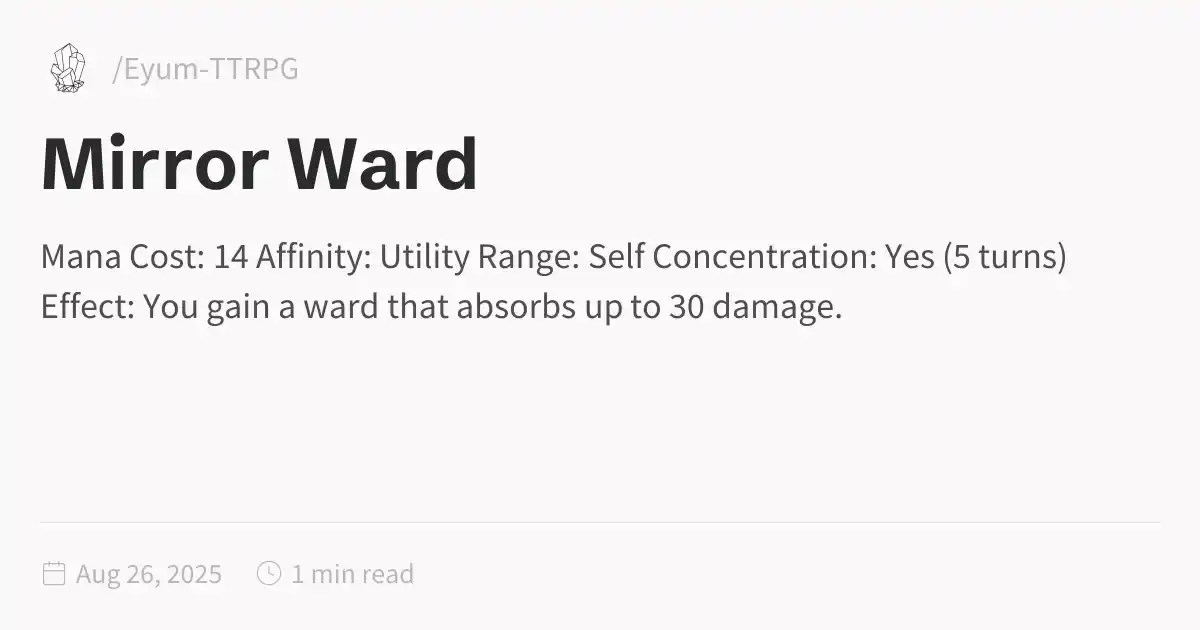 /Eyum-TTRPG
Mirror Ward
Mana Cost: 14 Affinity: Utility Range: Self Concentration: Yes (5 turns)
Effect: You gain a ward that absorbs up to 30 damage.
Aug 26, 2025 1 min read